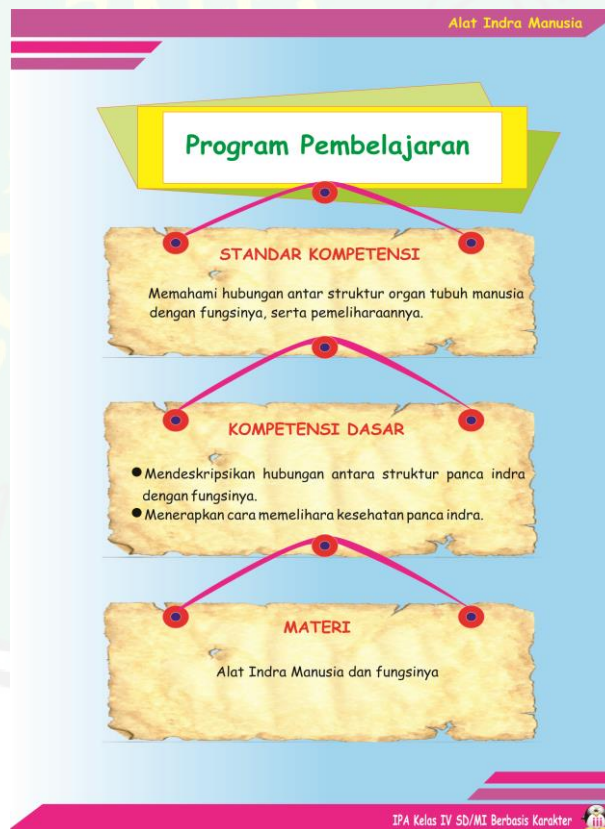 Alat Indra Manusia
Program Pembelajaran
STANDAR KOMPETENSI
Memahami hubungan antar struktur organ tubuh manusia
dengan fungsinya, serta pemeliharaannya.
KOMPETENSI DASAR
● Mendeskripsikan hubungan antara struktur panca indra
dengan fungsinya.
● Menerapkan cara memelihara kesehatan panca indra.
MATERI
Alat Indra Manusia dan fungsinya
IPA Kelas IV SD/MI Berbasis Karakter iii